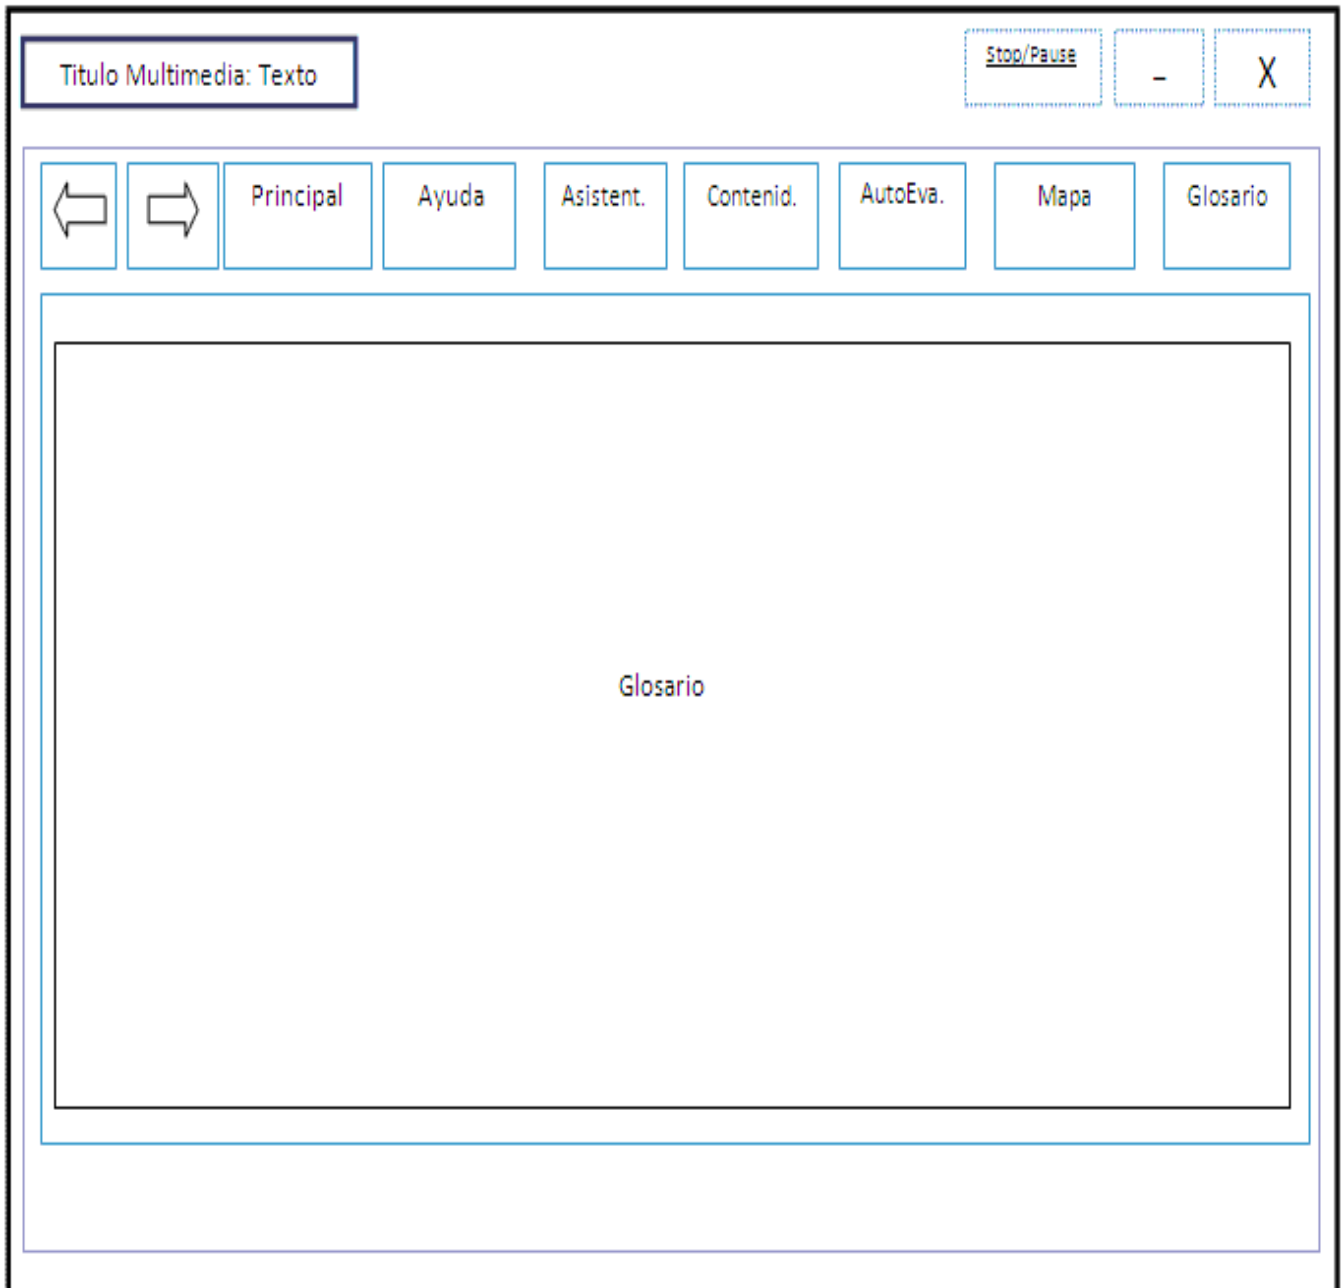 Titulo Multimedia: Texto
Stop/Pause
-
X
Principal
Ayuda
Asistent.
Contenid.
AutoEva.
Mapa
Glosario
Glosario